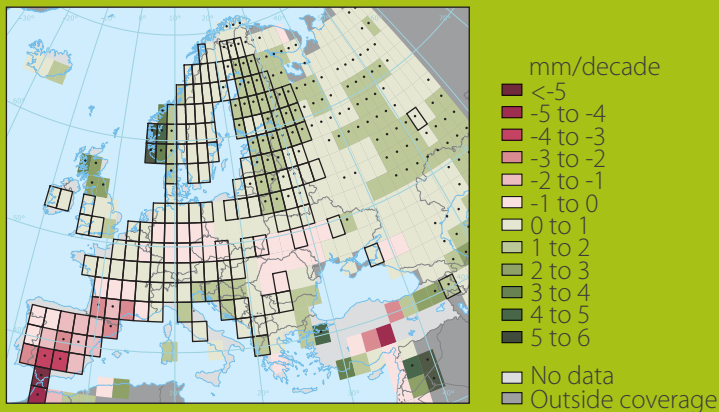 mm/decade
<-5
-5 to -4
-4 to -3
-3 to -2
-2 to -1
-1 to 0
0 to 1
1 to 2
2 to 3
3 to 4
4 to 5
5 to 6
No data
Outside coverage